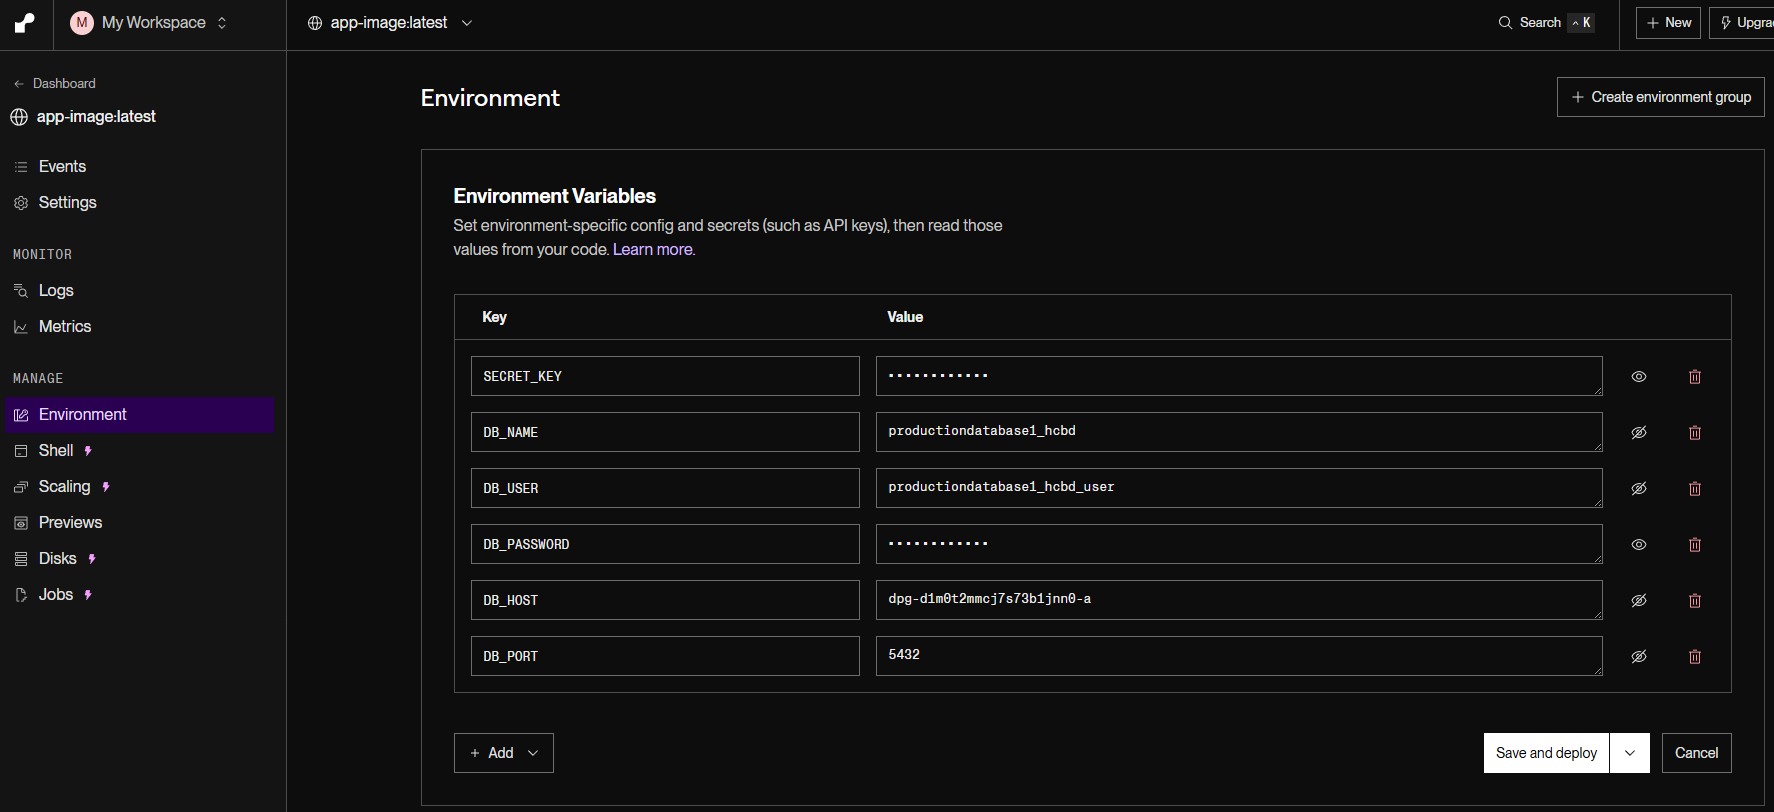 M My Workspace
app-image:latest
Search ^ K
+ New
Upgra
← Dashboard
app-image:latest
Events
Settings
MONITOR
Logs
Metrics
MANAGE
Environment
Shell
Scaling
Previews
Disks
Jobs
Environment
+ Create environment group
Environment Variables
Set environment-specific config and secrets (such as API keys), then read those
values from your code. Learn more.
Key Value
SECRET_KEY ••••••••••••
DB_NAME productiondatabase1_hcbd
DB_USER productiondatabase1_hcbd_user
DB_PASSWORD ••••••••••••
DB_HOST dpg-d1m0t2mmcj7s73b1jnn0-a
DB_PORT 5432
+ Add
Save and deploy
Cancel